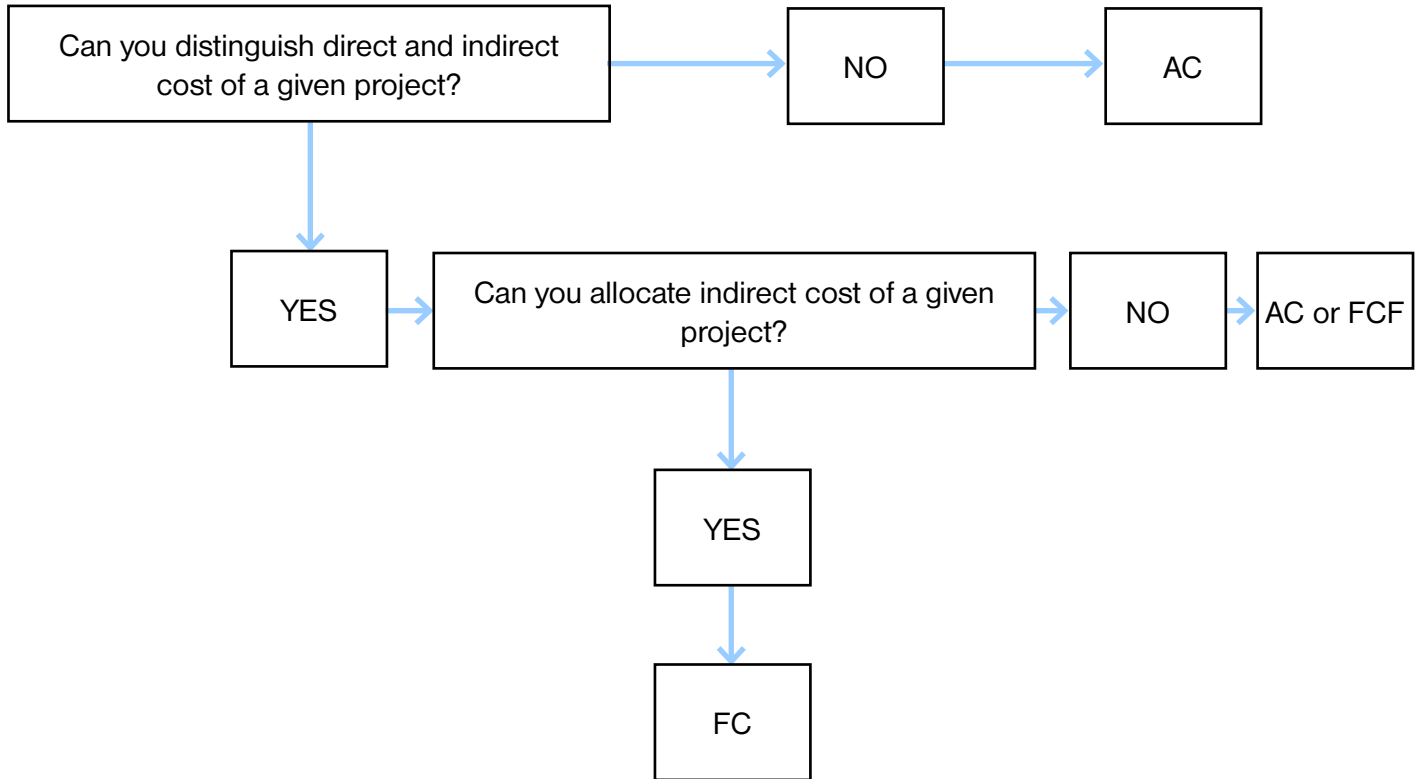 Can you distinguish direct and indirect
cost of a given project?
NO
AC
YES
Can you allocate indirect cost of a given
project?
NO
AC or FCF
YES
FC